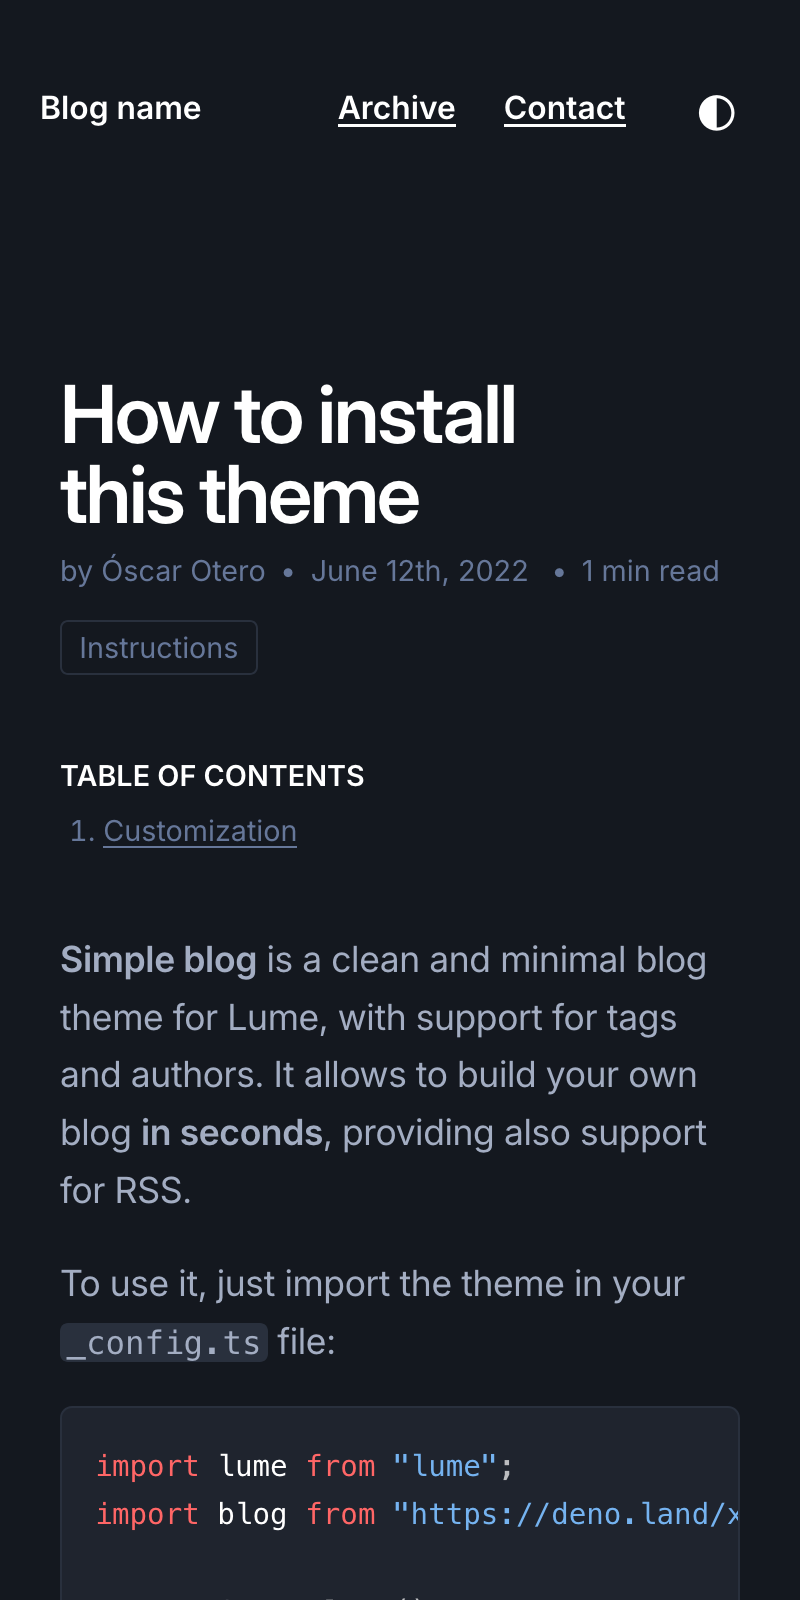 Blog name Archive Contact
How to install
this theme
by Óscar Otero • June 12th, 2022 • 1 min read
Instructions
TABLE OF CONTENTS
1. Customization
Simple blog is a clean and minimal blog
theme for Lume, with support for tags
and authors. It allows to build your own
blog in seconds, providing also support
for RSS.
To use it, just import the theme in your
_config.ts file:
import lume from "lume";
import blog from "https://deno.land/x